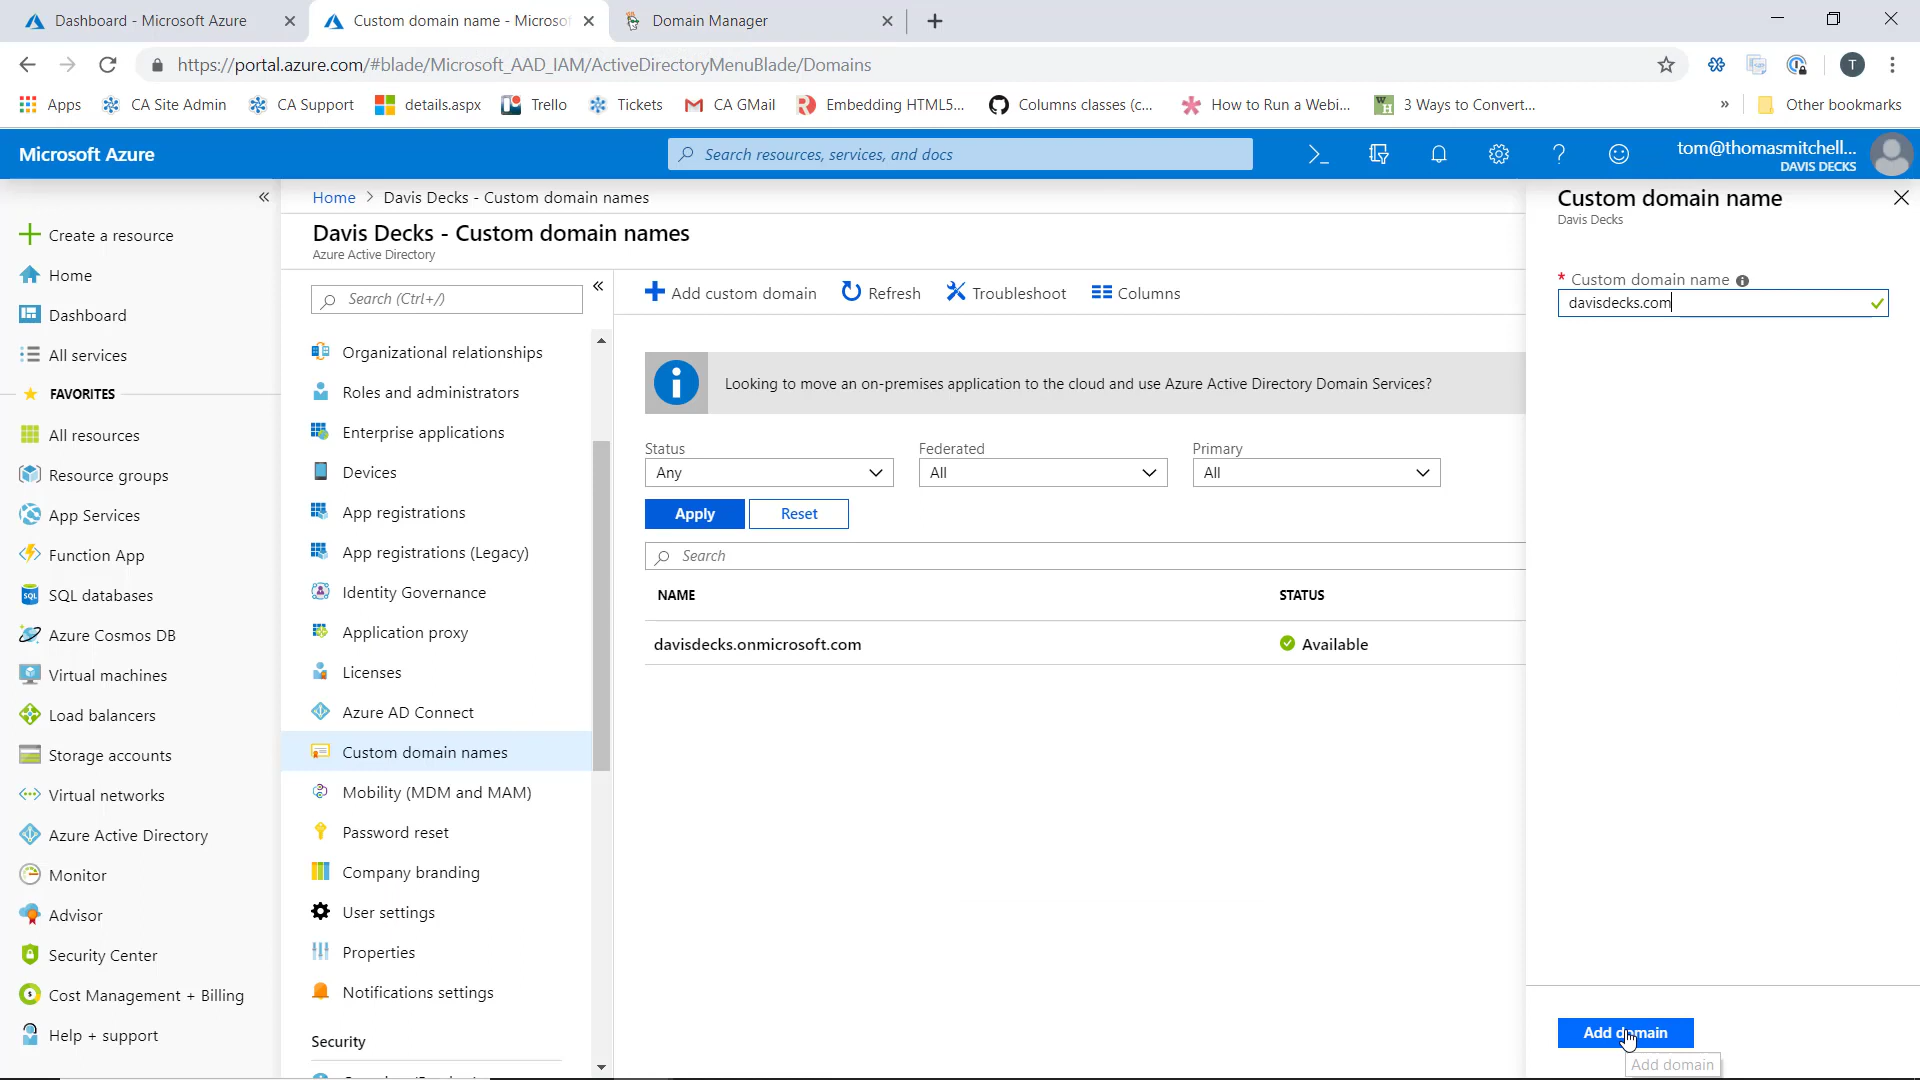 Dashboard - Microsoft Azure
Custom domain name - Microsof
Domain Manager
https://portal.azure.com/#blade/Microsoft_AAD_IAM/ActiveDirectoryMenuBlade/Domains
T
Apps
CA Site Admin
CA Support
details.aspx
Trello
Tickets
CA GMail
Embedding HTML5...
Columns classes (c...
How to Run a Webi...
3 Ways to Convert...
»
Other bookmarks
Microsoft Azure
Search resources, services, and docs
tom@thomasmitchell...
DAVIS DECKS
Create a resource
Home
Dashboard
All services
FAVORITES
All resources
Resource groups
App Services
Function App
SQL databases
Azure Cosmos DB
Virtual machines
Load balancers
Storage accounts
Virtual networks
Azure Active Directory
Monitor
Advisor
Security Center
Cost Management + Billing
Help + support
Home > Davis Decks - Custom domain names
Davis Decks - Custom domain names
Azure Active Directory
Search (Ctrl+/)
Organizational relationships
Roles and administrators
Enterprise applications
Devices
App registrations
App registrations (Legacy)
Identity Governance
Application proxy
Licenses
Azure AD Connect
Custom domain names
Mobility (MDM and MAM)
Password reset
Company branding
User settings
Properties
Notifications settings
Security
Add custom domain
Refresh
Troubleshoot
Columns
Looking to move an on-premises application to the cloud and use Azure Active Directory Domain Services?
Status
Any
Federated
All
Primary
All
Apply
Reset
Search
NAME
STATUS
davisdecks.onmicrosoft.com
Available
Custom domain name
Davis Decks
* Custom domain name
davisdecks.com
Add domain
Add domain